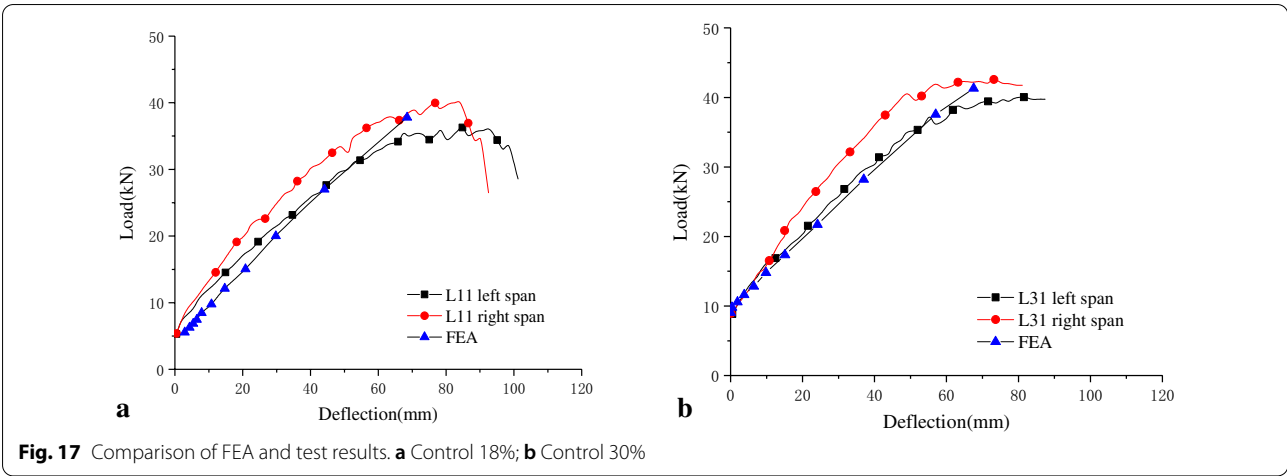 50
40
30
20
10
0
Load(kN)
L11 left span
L11 right span
FEA
0 20 40 60 80 100 120
Deflection(mm)
a
50
40
30
20
10
0
Load(kN)
L31 left span
L31 right span
FEA
0 20 40 60 80 100 120
Deflection(mm)
b
Fig. 17 Comparison of FEA and test results. a Control 18%; b Control 30%